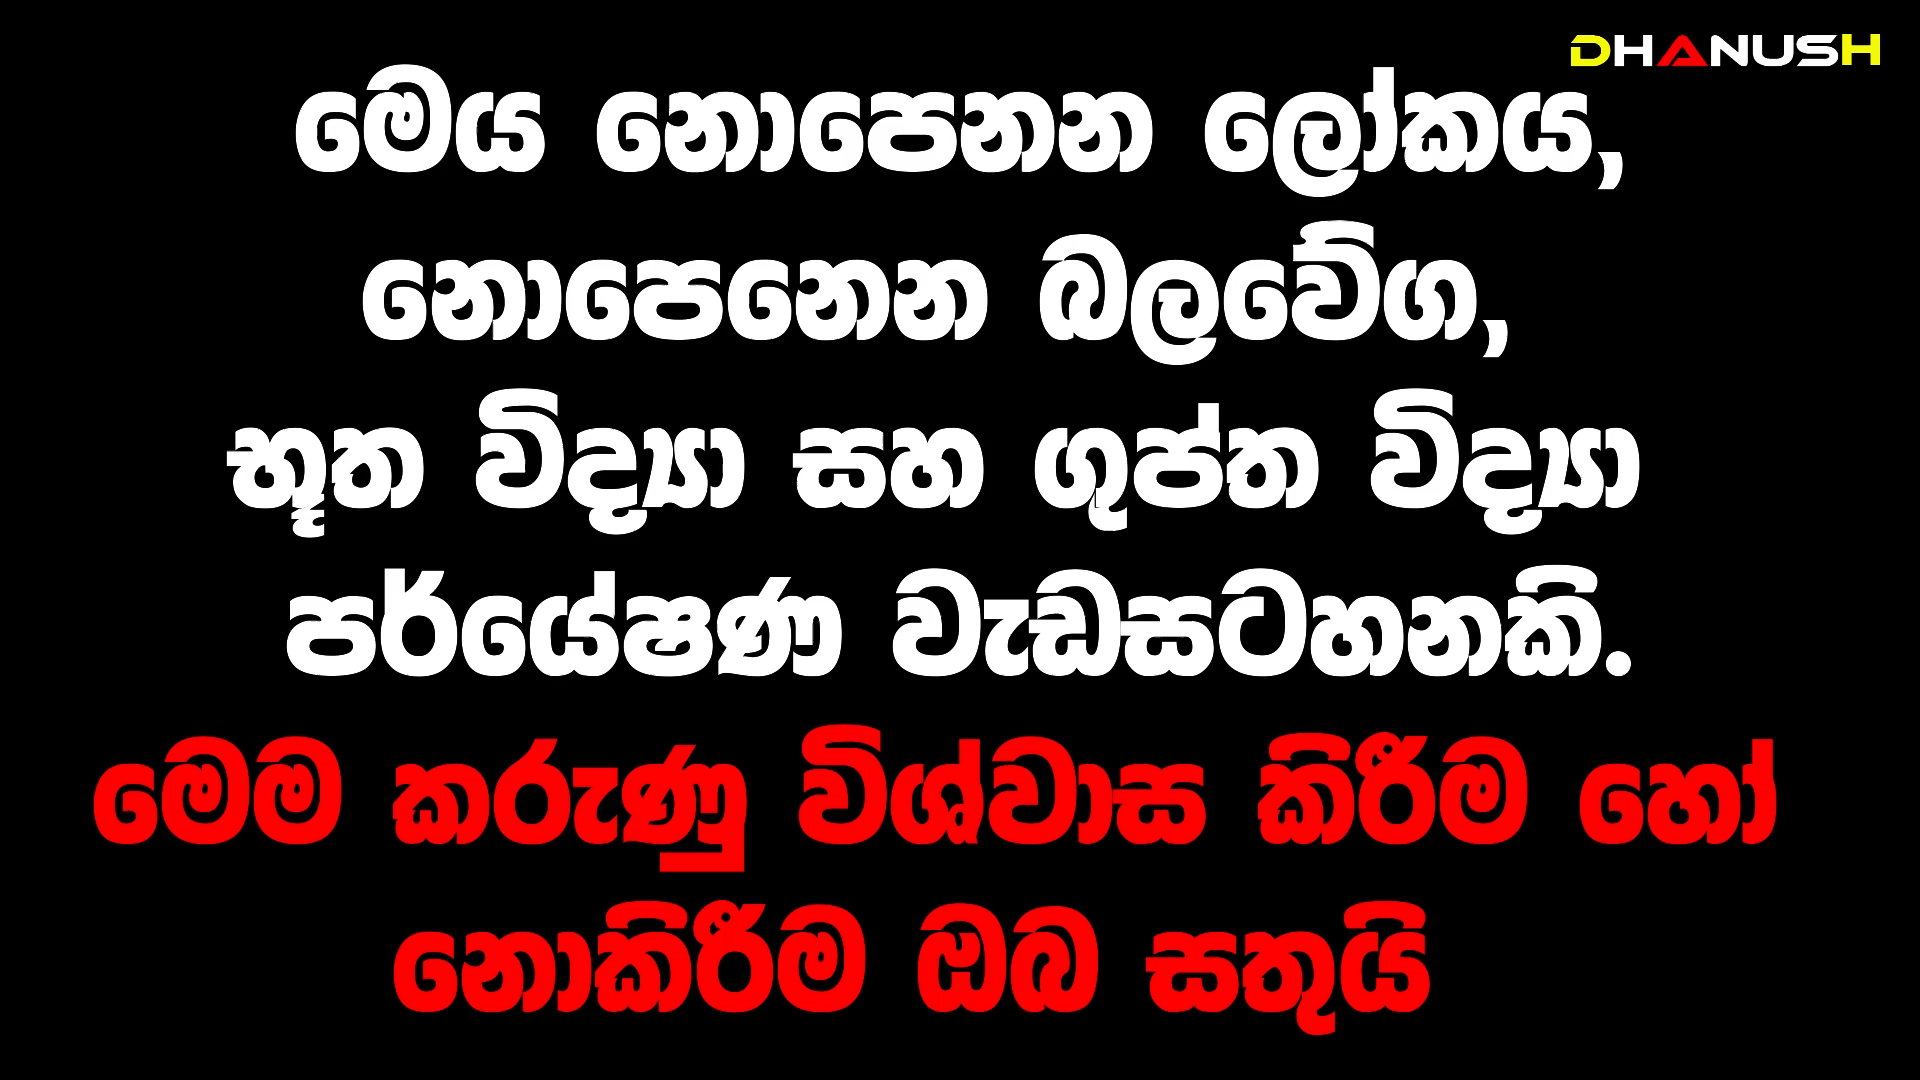 DHANUSH
මෙය නොපෙනන ලෝකය,
නොපෙනෙන බලවේග,
භූත විද්‍යා සහ ගුප්ත විද්‍යා
පර්යේෂණ වැඩසටහනකි.
මෙම කරුණු විශ්වාස කිරීම හෝ
නොකිරීම ඔබ සතුයි